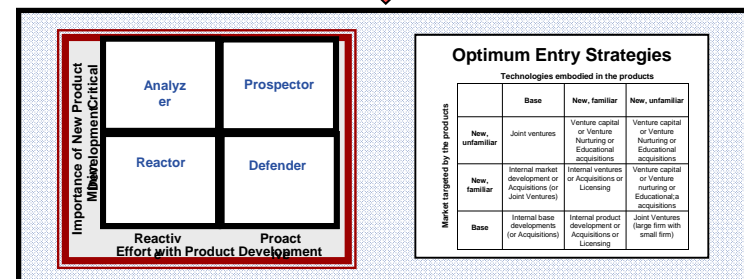 Importance of New Product
Development
Critical
Analyz
er
Prospector
Reactor
Defender
Reactiv
e
Proact
ive
Effort with Product Development
Optimum Entry Strategies
Technologies embodied in the products
Market targeted by the products
Base
New, familiar
New, unfamiliar
New,
unfamiliar
Joint ventures
Venture capital
or Venture
Nurturing or
Educational
acquisitions
Venture capital
or Venture
Nurturing or
Educational
acquisitions
New,
familiar
Internal market
development or
Acquisitions (or
Joint Ventures)
Internal ventures
or Acquisitions or
Licensing
Venture capital
or Venture
nurturing or
Educational;a
acquisitions
Base
Internal base
developments
(or Acquisitions)
Internal product
development or
Acquisitions or
Licensing
Joint Ventures
(large firm with
small firm)